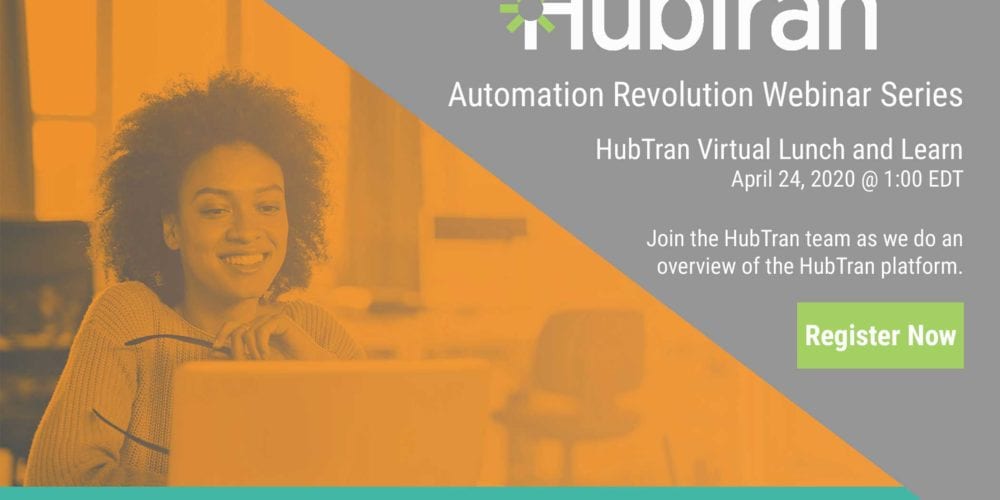 HubTran
Automation Revolution Webinar Series
HubTran Virtual Lunch and Learn
April 24, 2020 @ 1:00 EDT
Join the HubTran team as we do an
overview of the HubTran platform.
Register Now